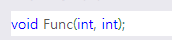 void Func(int, int);